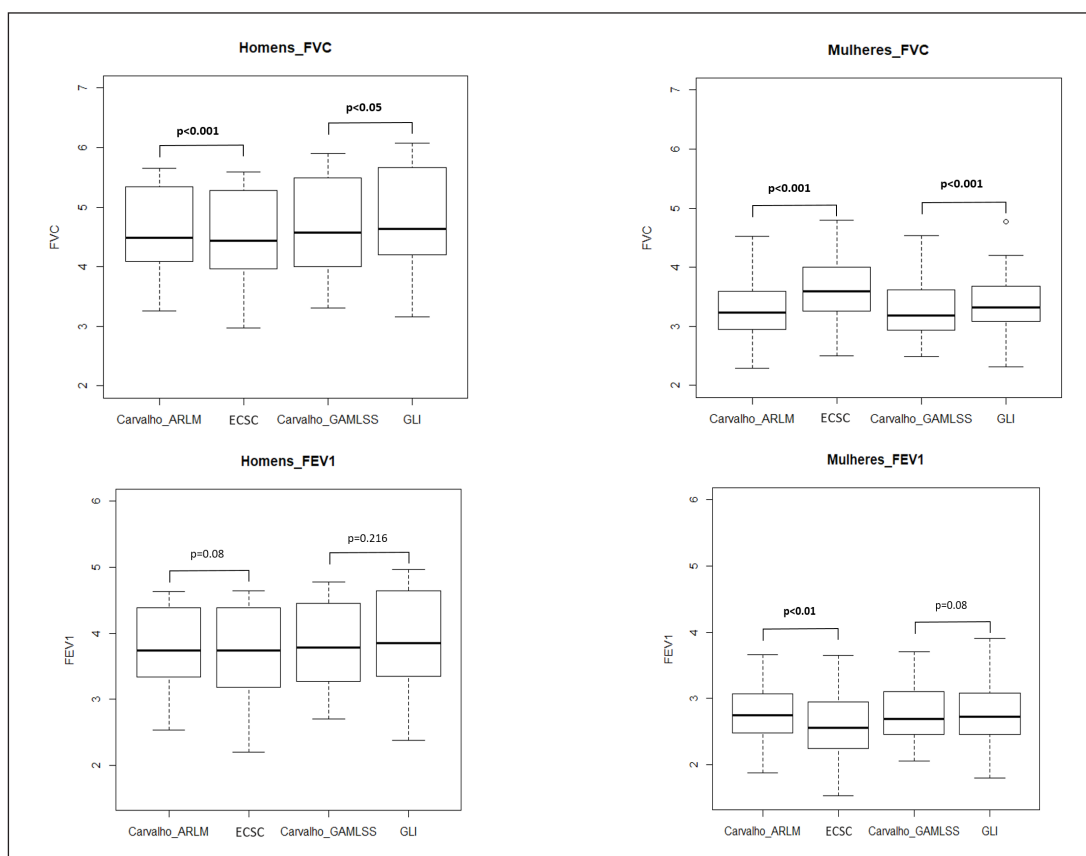 Homens_FVC
7
6
5
4
3
2
FVC
p<0.001
p<0.05
Carvalho_ARLM ECSC Carvalho_GAMLSS GLI
Mulheres_FVC
7
6
5
4
3
2
FVC
p<0.001
p<0.001
Carvalho_ARLM ECSC Carvalho_GAMLSS GLI
Homens_FEV1
6
5
4
3
2
FEV1
p=0.08
p=0.216
Carvalho_ARLM ECSC Carvalho_GAMLSS GLI
Mulheres_FEV1
6
5
4
3
2
FEV1
p<0.01
p=0.08
Carvalho_ARLM ECSC Carvalho_GAMLSS GLI